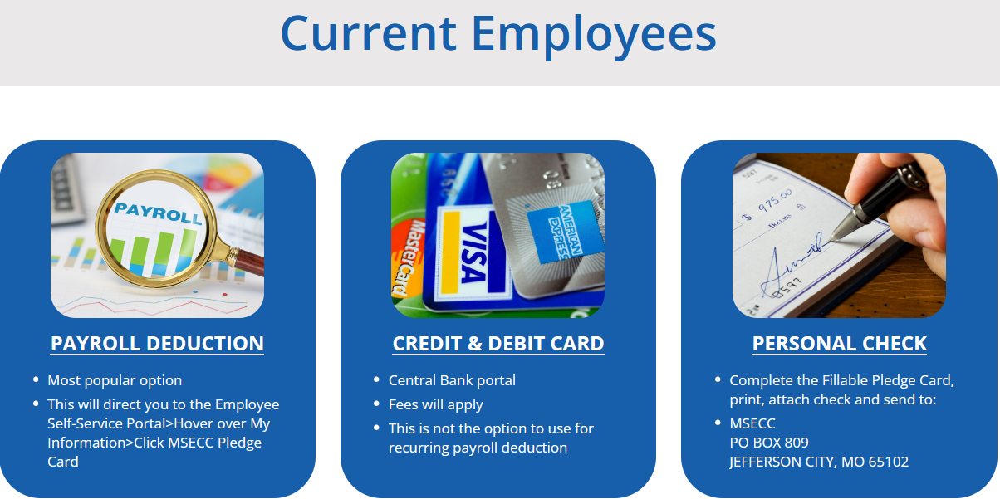 Current Employees
PAYROLL
PAYROLL DEDUCTION
Most popular option
This will direct you to the Employee
Self-Service Portal>Hover over My
Information>Click MSECC Pledge
Card
MasterCard
VISA
AMERICAN
EXPRESS
CREDIT & DEBIT CARD
Central Bank portal
Fees will apply
This is not the option to use for
recurring payroll deduction
597
$ 975.00
DOLLARS
0597
PERSONAL CHECK
Complete the Fillable Pledge Card,
print, attach check and send to:
MSECC
PO BOX 809
JEFFERSON CITY, MO 65102